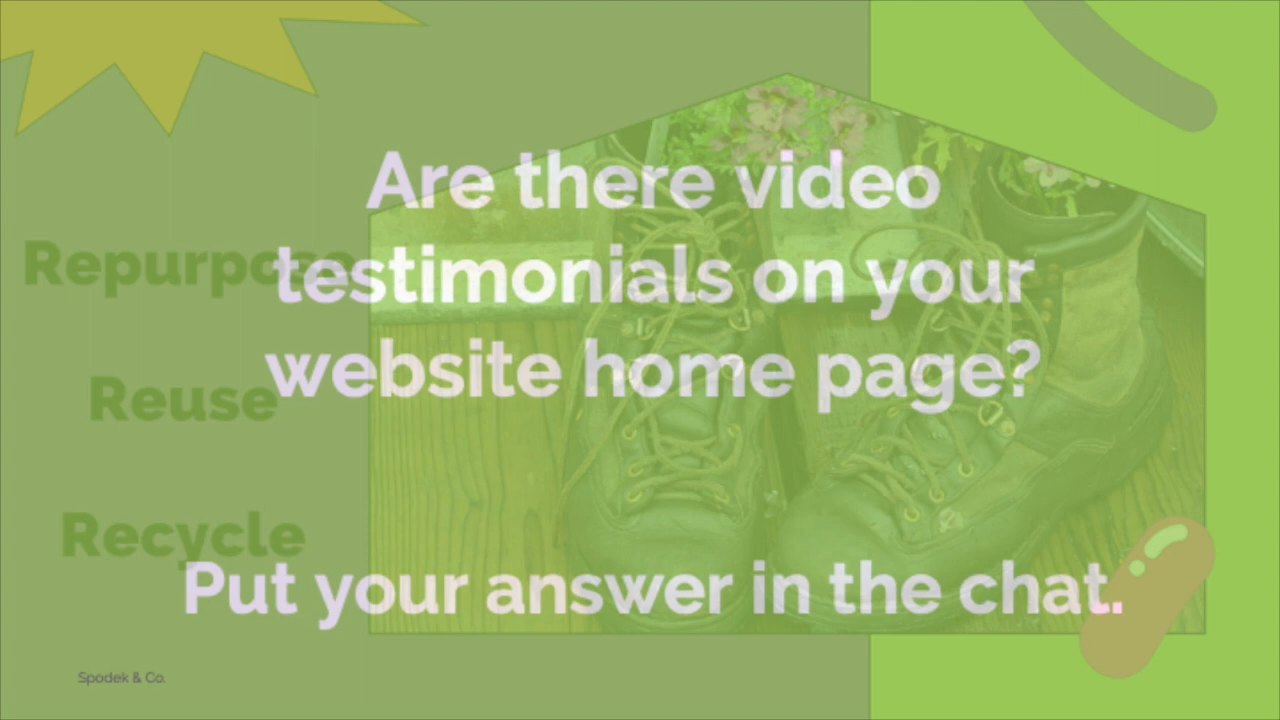 Are there video
testimonials on your
website home page?
Put your answer in the chat.
Repurpose
Reuse
Recycle
Spodek & Co.